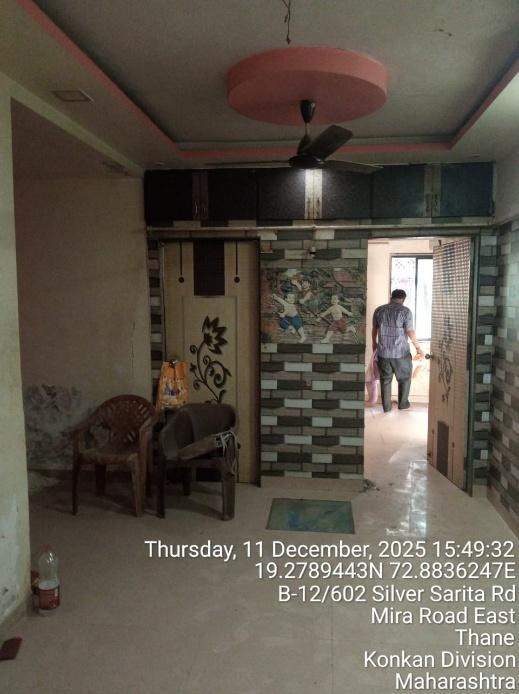 Thursday, 11 December, 2025 15:49:32
19.2789443N 72.8836247E
B-12/602 Silver Sarita Rd
Mira Road East
Thane
Konkan Division
Maharashtra